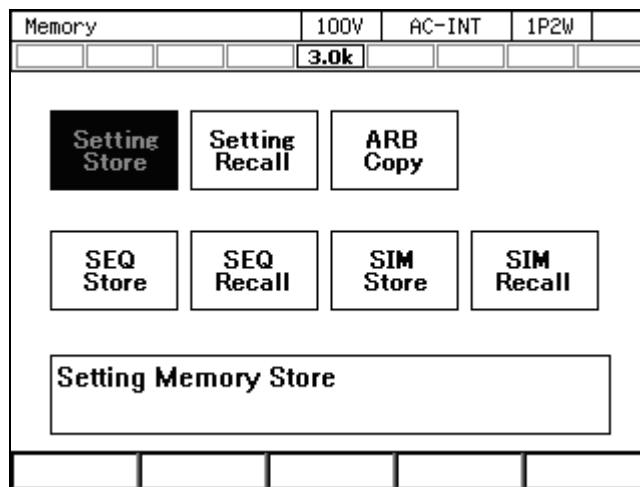 Memory 100V AC-INT 1P2W
3.0k
Setting Store
Setting Recall
ARB Copy
SEQ Store
SEQ Recall
SIM Store
SIM Recall
Setting Memory Store